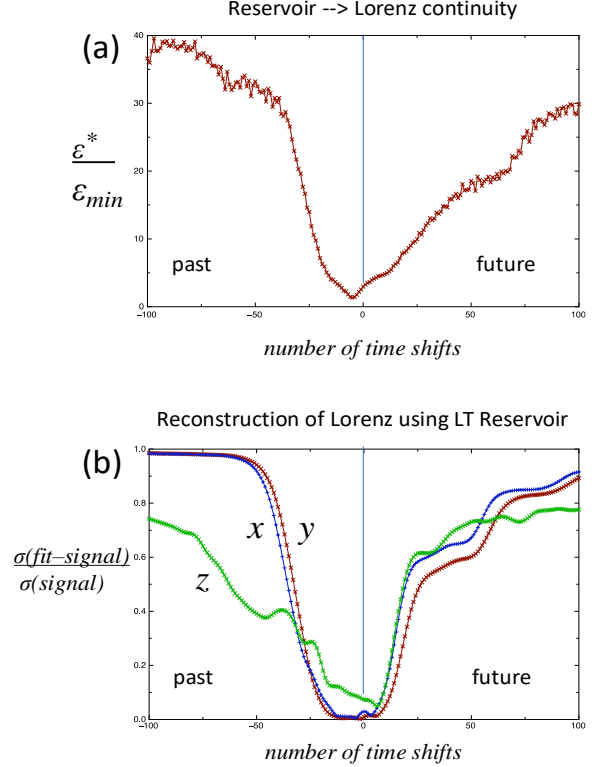 Reservoir --> Lorenz continuity
(a)
40
30
20
10
0
ε*
ε_min
past
future
−100
−50
0
50
100
number of time shifts
Reconstruction of Lorenz using LT Reservoir
(b)
1.0
0.8
0.6
0.4
0.2
0.0
x
y
z
σ(fit−signal)
σ(signal)
past
future
−100
−50
0
50
100
number of time shifts